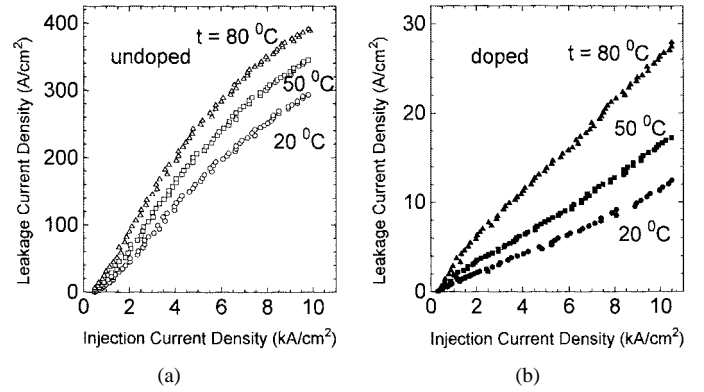 400
300
200
100
0
Leakage Current Density (A/cm²)
undoped
t = 80 ⁰C
50 ⁰C
20 ⁰C
0 2 4 6 8 10
Injection Current Density (kA/cm²)
(a)
30
20
10
0
Leakage Current Density (A/cm²)
doped
t = 80 ⁰C
50 ⁰C
20 ⁰C
0 2 4 6 8 10
Injection Current Density (kA/cm²)
(b)